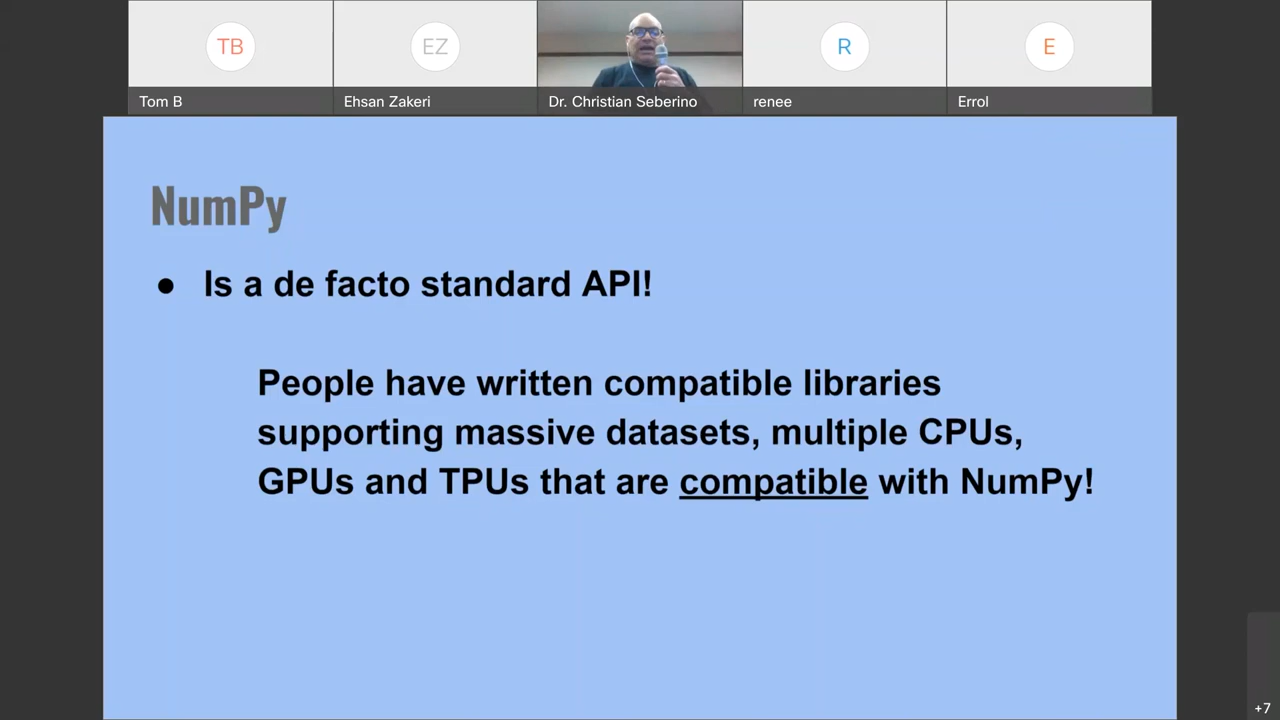 TB
EZ
R
E
Tom B
Ehsan Zakeri
Dr. Christian Seberino
renee
Errol
NumPy
● Is a de facto standard API!
People have written compatible libraries
supporting massive datasets, multiple CPUs,
GPUs and TPUs that are compatible with NumPy!
+7